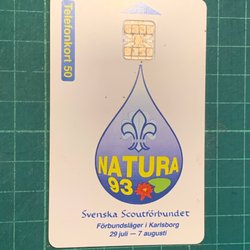 Telefonkort 50
NATURA
93
Svenska Scoutförbundet
Förbundsläger i Karlsborg
29 juli — 7 augusti